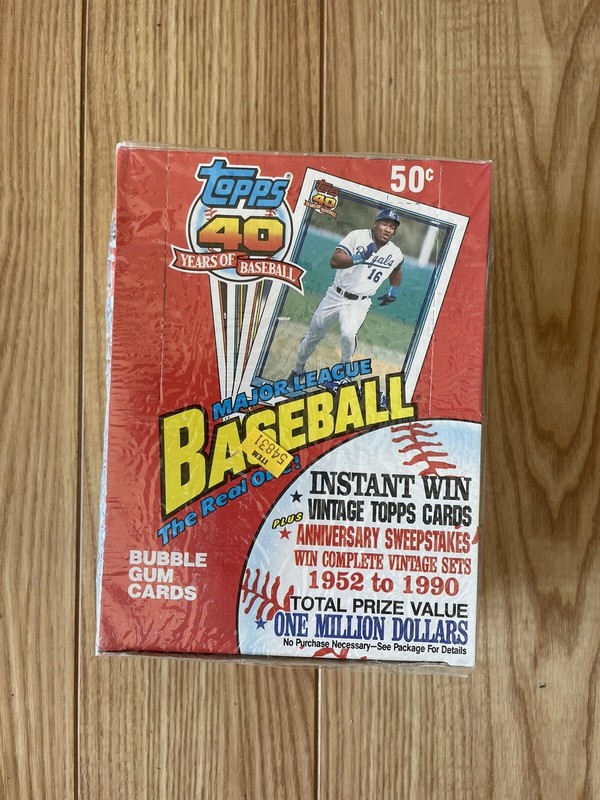 TOPPS
40
YEARS OF BASEBALL
50¢
TOPPS
40
Royals
16
MAJOR LEAGUE
BASEBALL
The Real One!
ITEM
54831
BUBBLE
GUM
CARDS
INSTANT WIN
VINTAGE TOPPS CARDS
PLUS
ANNIVERSARY SWEEPSTAKES
WIN COMPLETE VINTAGE SETS
1952 to 1990
TOTAL PRIZE VALUE
ONE MILLION DOLLARS
No Purchase Necessary—See Package For Details